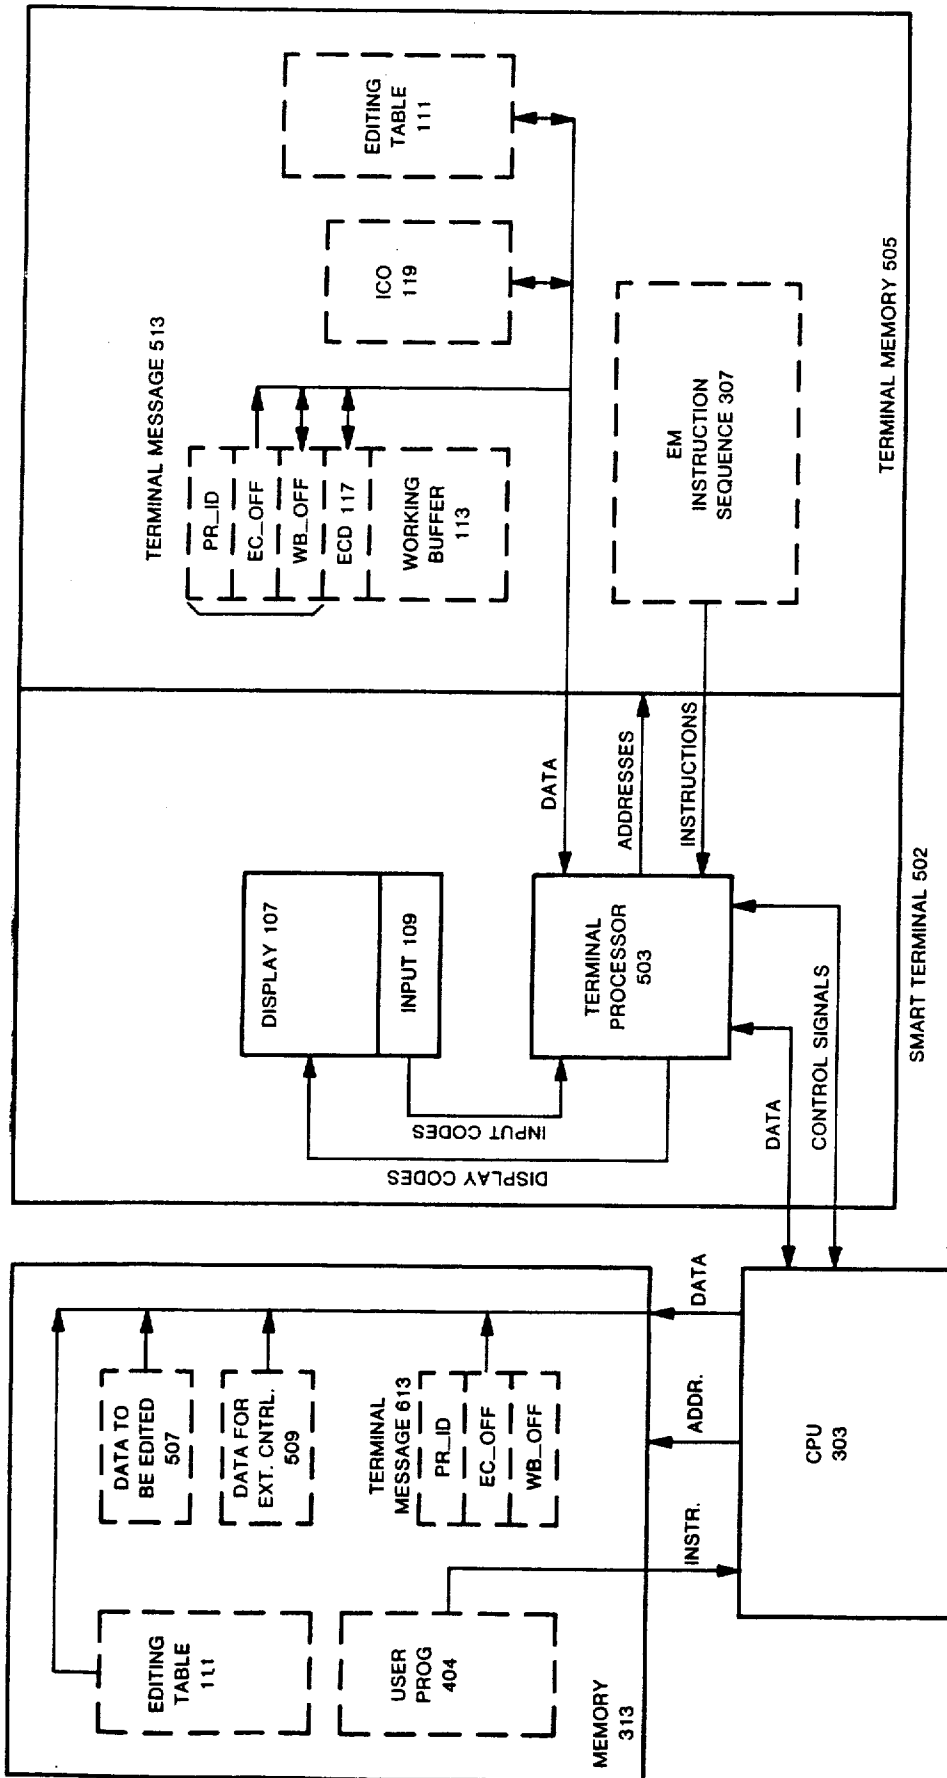 EDITING
TABLE
111
DATA TO
BE EDITED
507
DATA FOR
EXT. CNTRL.
509
USER
PROG
404
TERMINAL
MESSAGE 613
PR_ID
EC_OFF
WB_OFF
MEMORY
313
INSTR.
ADDR.
DATA
CPU
303
DISPLAY CODES
INPUT CODES
DISPLAY 107
INPUT 109
TERMINAL
PROCESSOR
503
DATA
ADDRESSES
INSTRUCTIONS
DATA
CONTROL SIGNALS
SMART TERMINAL 502
TERMINAL MESSAGE 513
PR_ID
EC_OFF
WB_OFF
ECD 117
WORKING
BUFFER
113
ICO
119
EDITING
TABLE
111
EM
INSTRUCTION
SEQUENCE 307
TERMINAL MEMORY 505